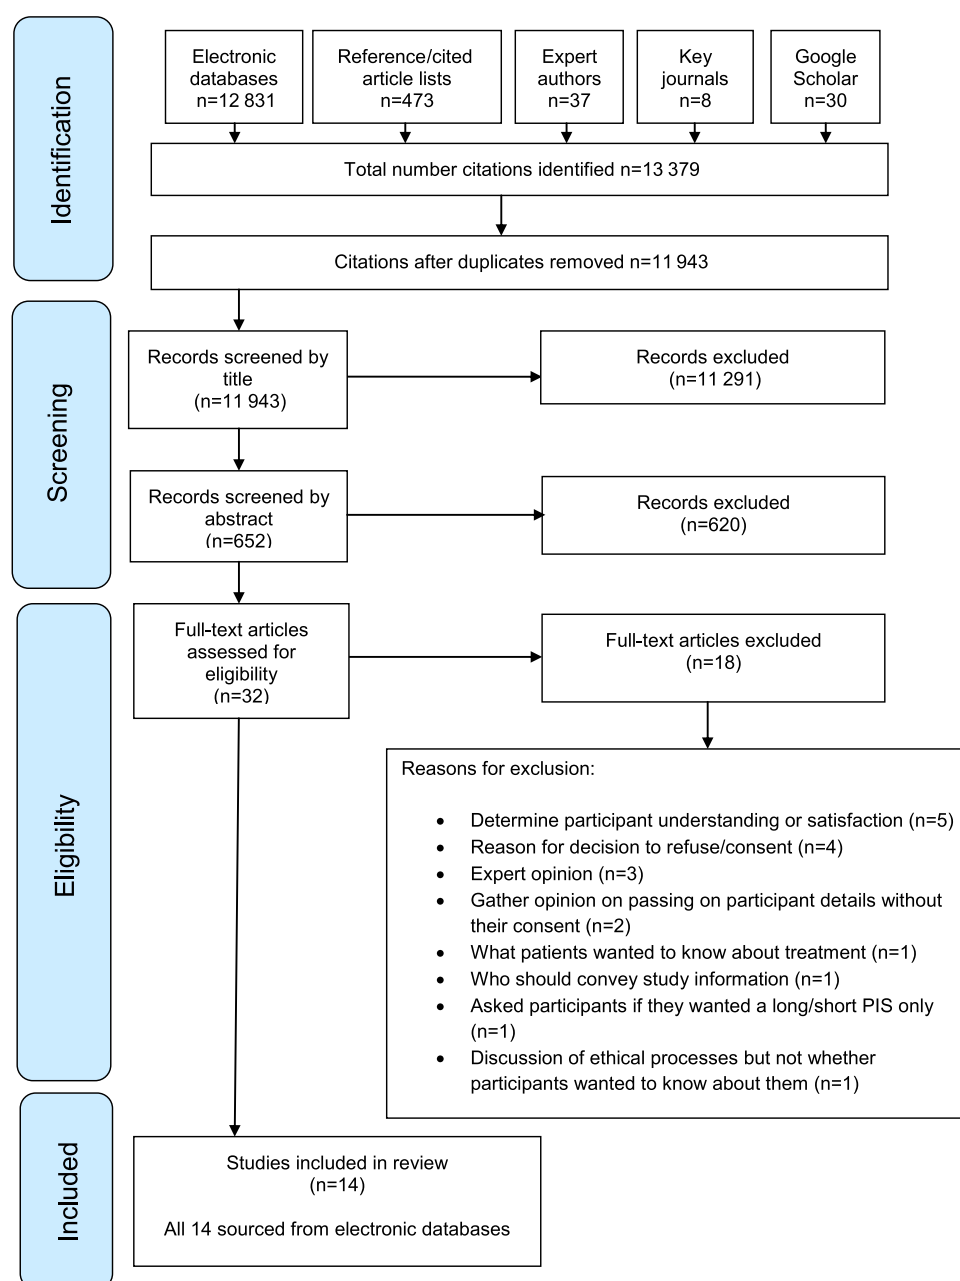 Identification
Electronic
databases
n=12 831
Reference/cited
article lists
n=473
Expert
authors
n=37
Key
journals
n=8
Google
Scholar
n=30
Total number citations identified n=13 379
Citations after duplicates removed n=11 943
Screening
Records screened by
title
(n=11 943)
Records excluded
(n=11 291)
Records screened by
abstract
(n=652)
Records excluded
(n=620)
Eligibility
Full-text articles
assessed for
eligibility
(n=32)
Full-text articles excluded
(n=18)
Reasons for exclusion:
• Determine participant understanding or satisfaction (n=5)
• Reason for decision to refuse/consent (n=4)
• Expert opinion (n=3)
• Gather opinion on passing on participant details without
their consent (n=2)
• What patients wanted to know about treatment (n=1)
• Who should convey study information (n=1)
• Asked participants if they wanted a long/short PIS only
(n=1)
• Discussion of ethical processes but not whether
participants wanted to know about them (n=1)
Included
Studies included in review
(n=14)
All 14 sourced from electronic databases